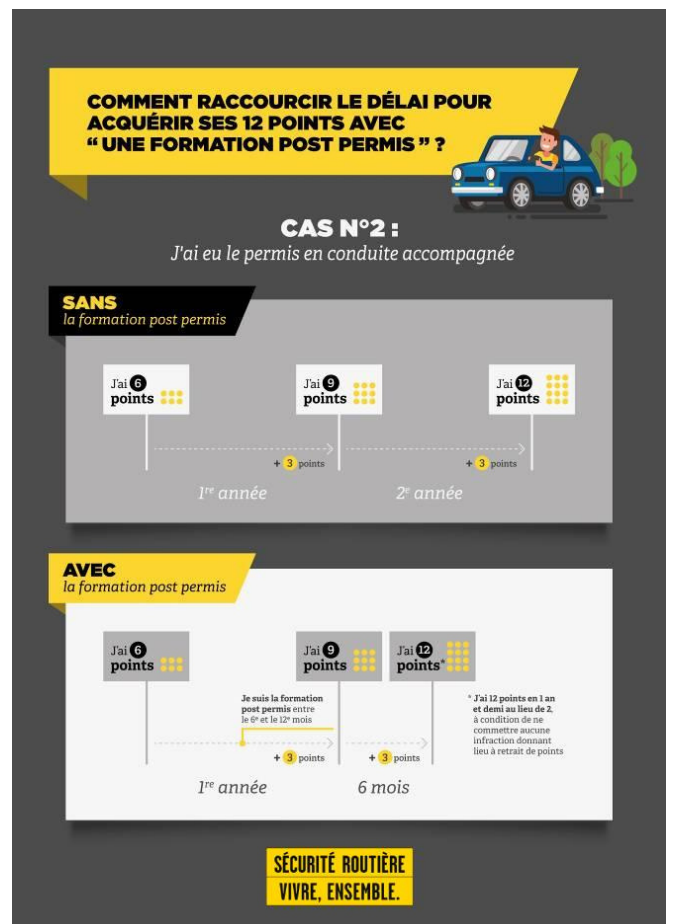 COMMENT RACCOURCIR LE DÉLAI POUR
ACQUÉRIR SES 12 POINTS AVEC
“ UNE FORMATION POST PERMIS ” ?
CAS N°2 :
J'ai eu le permis en conduite accompagnée
SANS
la formation post permis
J'ai 6
points
J'ai 9
points
J'ai 12
points
+ 3 points
+ 3 points
1re année
2e année
AVEC
la formation post permis
J'ai 6
points
J'ai 9
points
J'ai 12
points*
Je suis la formation
post permis entre
le 6e et le 12e mois
* J'ai 12 points en 1 an
et demi au lieu de 2,
à condition de ne
commettre aucune
infraction donnant
lieu à retrait de points
+ 3 points
+ 3 points
1re année
6 mois
SÉCURITÉ ROUTIÈRE
VIVRE, ENSEMBLE.